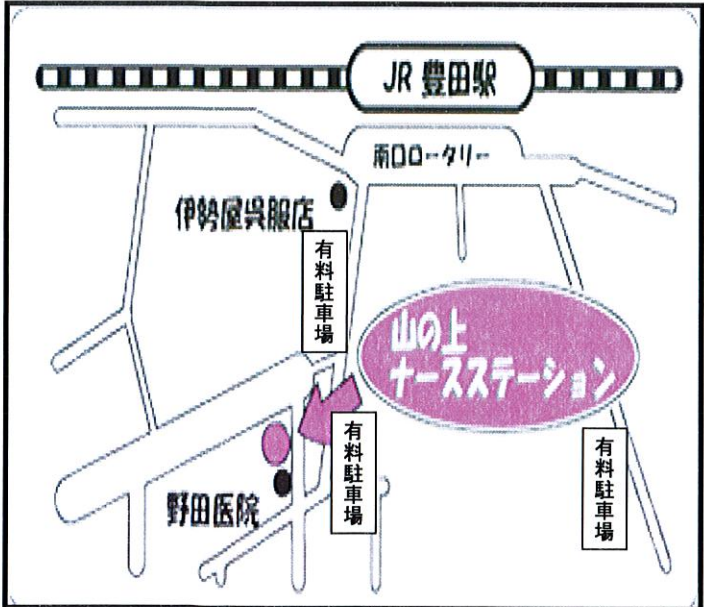 JR 豊田駅
南口ロータリー
伊勢屋呉服店
有料駐車場
山の上
ナースステーション
有料駐車場
有料駐車場
野田医院